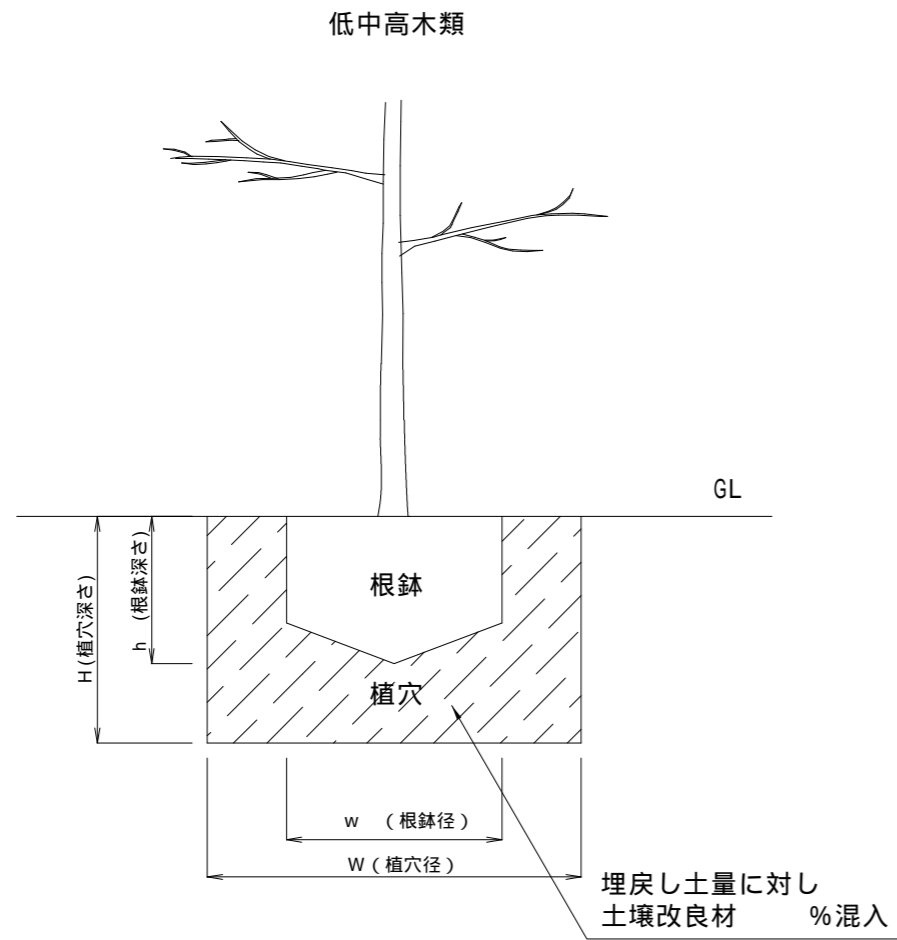 低中高木類
GL
H(植穴深さ)
h (根鉢深さ)
根鉢
植穴
w (根鉢径)
W(植穴径)
埋戻し土量に対し
土壌改良材 %混入